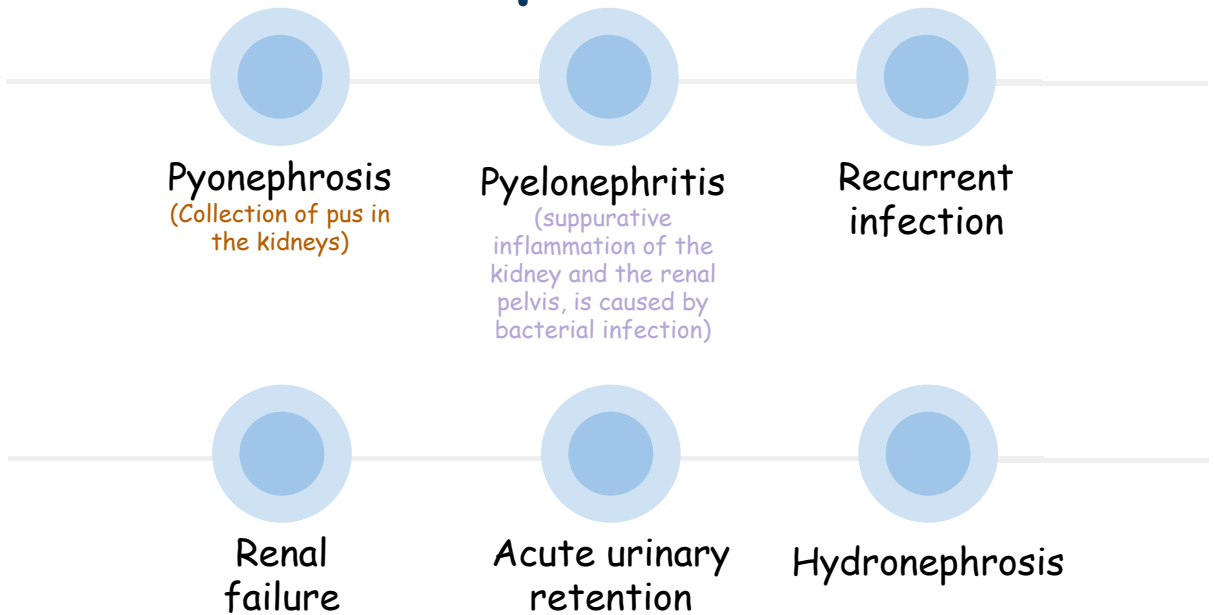 Pyonephrosis
(Collection of pus in
the kidneys)
Pyelonephritis
(suppurative
inflammation of the
kidney and the renal
pelvis, is caused by
bacterial infection)
Recurrent
infection
Renal
failure
Acute urinary
retention
Hydronephrosis